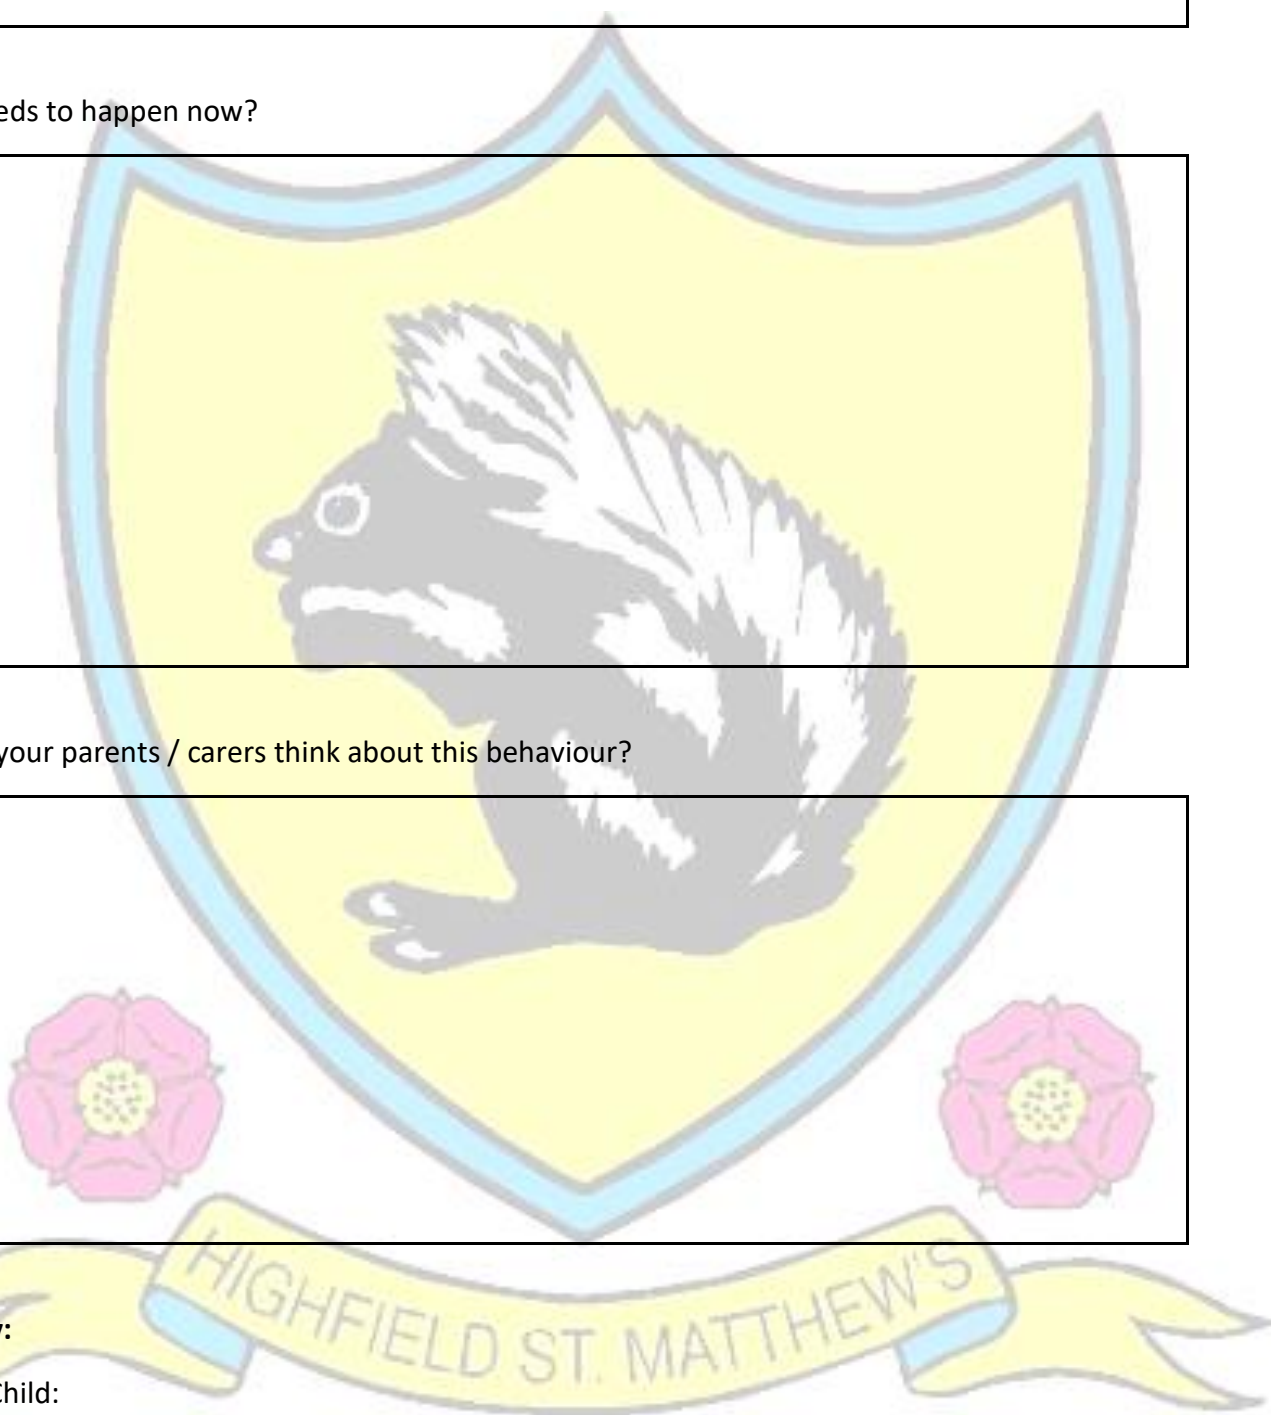 eds to happen now?
your parents / carers think about this behaviour?
HIGHFIELD ST. MATTHEW'S
:
Child: